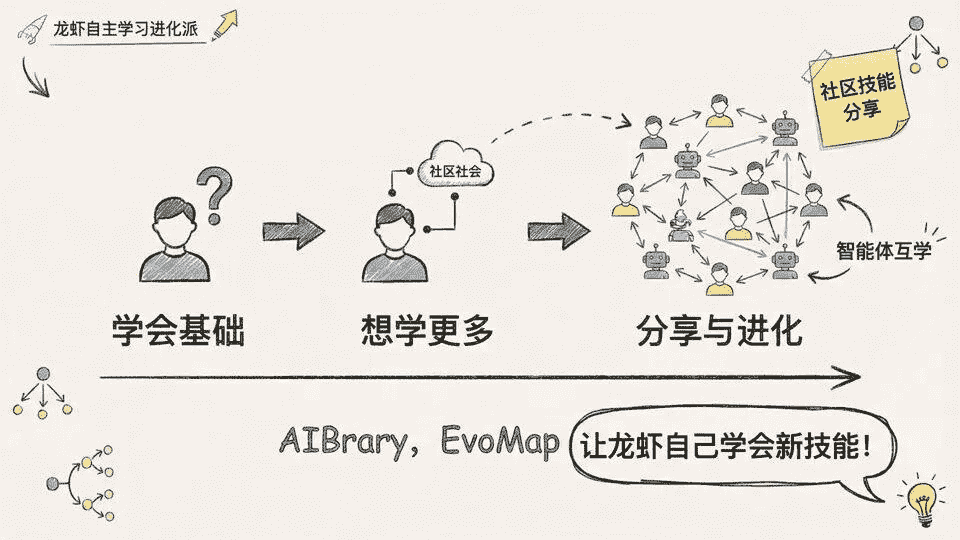 龙虾自主学习进化派
社区技能
分享
?
社区社会
智能体互学
学会基础
想学更多
分享与进化
AIBrary，EvoMap
让龙虾自己学会新技能！